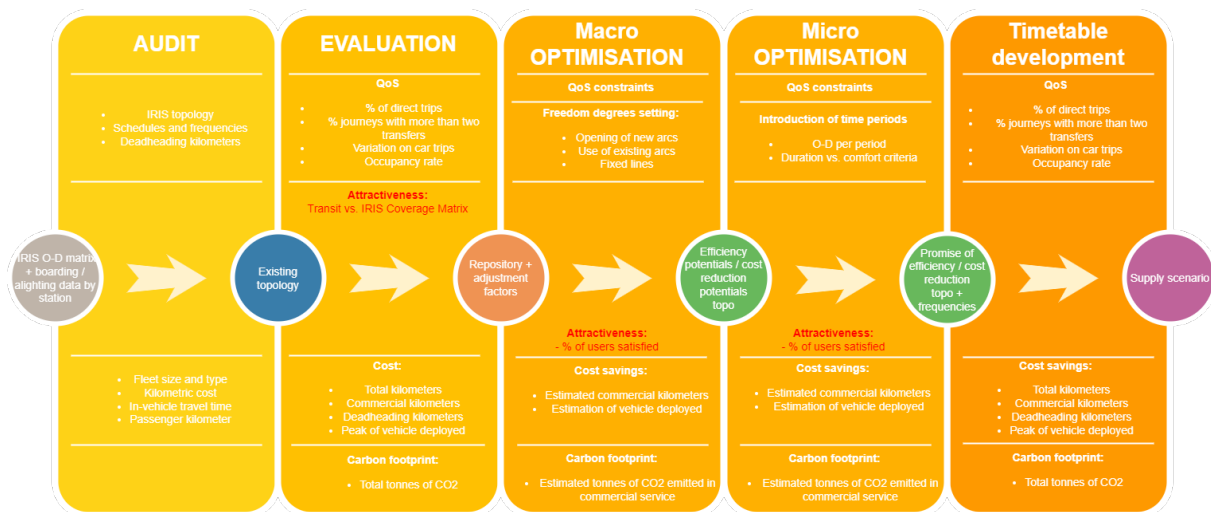 AUDIT
IRIS topology
Schedules and frequencies
Deadheading kilometers
Fleet size and type
Kilometric cost
In-vehicle travel time
Passenger kilometer
EVALUATION
QoS
% of direct trips
% journeys with more than two
transfers
Variation on car trips
Occupancy rate
Attractiveness:
Transit vs. IRIS Coverage Matrix
Cost:
Total kilometers
Commercial kilometers
Deadheading kilometers
Peak of vehicle deployed
Carbon footprint:
Total tonnes of CO2
Macro
OPTIMISATION
QoS constraints
Freedom degrees setting:
Opening of new arcs
Use of existing arcs
Fixed lines
Attractiveness:
- % of users satisfied
Cost savings:
Estimated commercial kilometers
Estimation of vehicle deployed
Carbon footprint:
Estimated tonnes of CO2 emitted in
commercial service
Micro
OPTIMISATION
QoS constraints
Introduction of time periods
O-D per period
Duration vs. comfort criteria
Attractiveness:
- % of users satisfied
Cost savings:
Estimated commercial kilometers
Estimation of vehicle deployed
Carbon footprint:
Estimated tonnes of CO2 emitted in
commercial service
Timetable
development
QoS
% of direct trips
% journeys with more than two
transfers
Variation on car trips
Occupancy rate
Cost savings:
Total kilometers
Commercial kilometers
Deadheading kilometers
Peak of vehicle deployed
Carbon footprint:
Total tonnes of CO2
IRIS O-D matrix
+ boarding /
alighting data by
station
Existing
topology
Repository +
adjustment
factors
Efficiency
potentials / cost
reduction
potentials
topo
Promise of
efficiency / cost
reduction
topo +
frequencies
Supply scenario